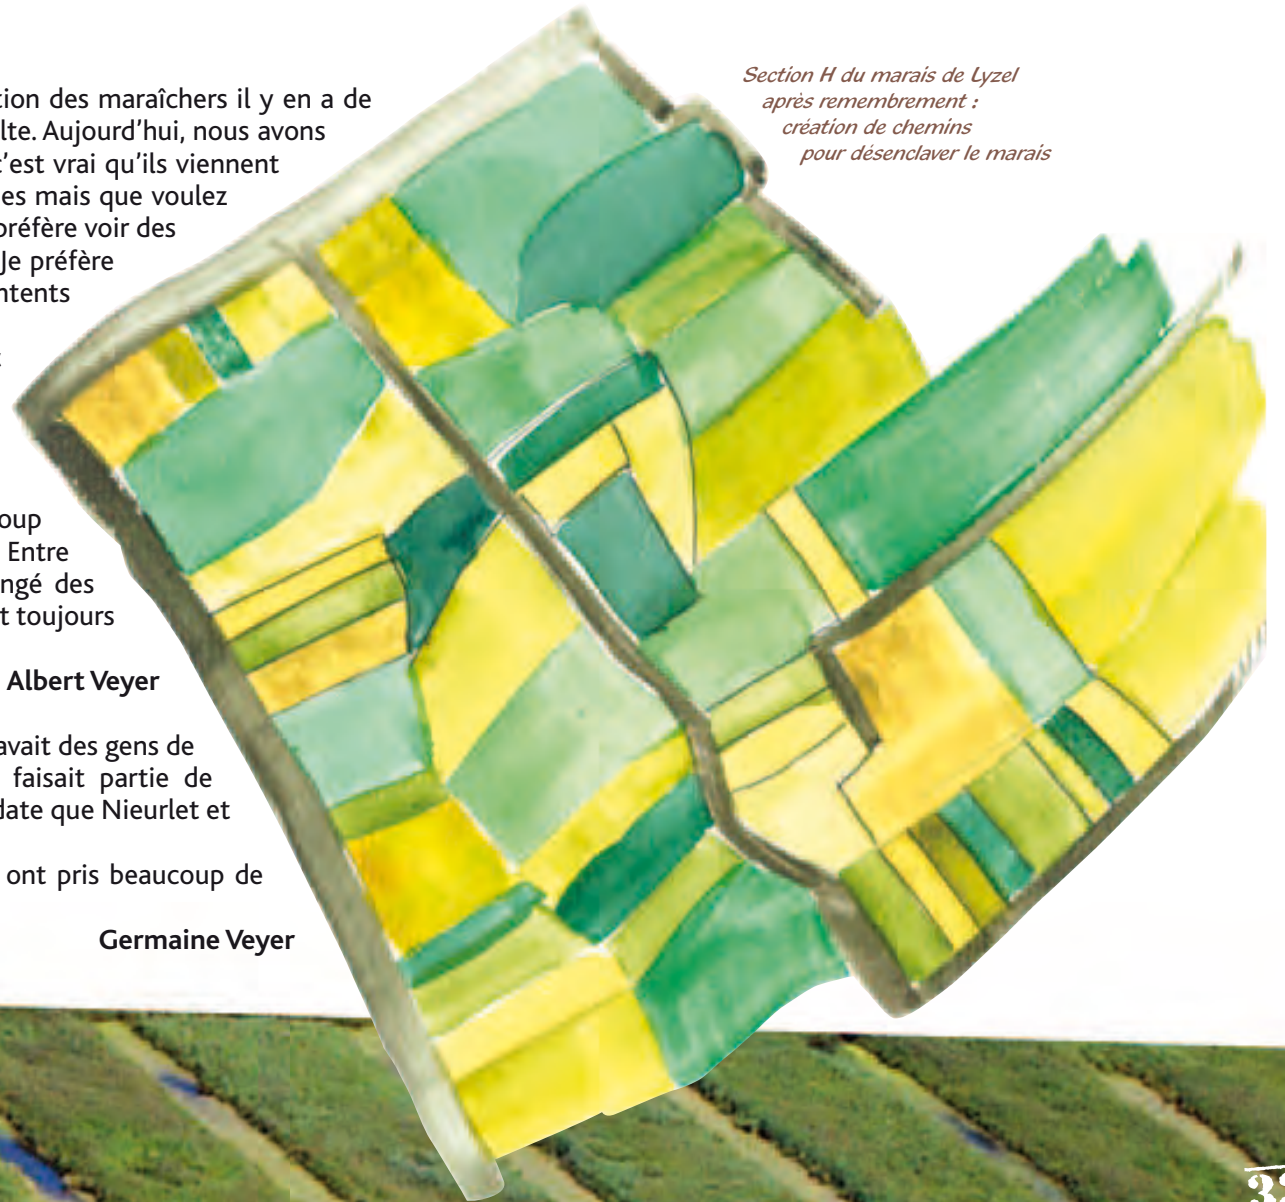 tion des maraîchers il y en a de
lte. Aujourd'hui, nous avons
c'est vrai qu'ils viennent
es mais que voulez
préfère voir des
Je préfère
ntents
oup
Entre
ngé des
t toujours
Albert Veyer
avait des gens de
faisait partie de
date que Nieurlet et
ont pris beaucoup de
Germaine Veyer
Section H du marais de Lyzel
après remembrement :
création de chemins
pour désenclaver le marais